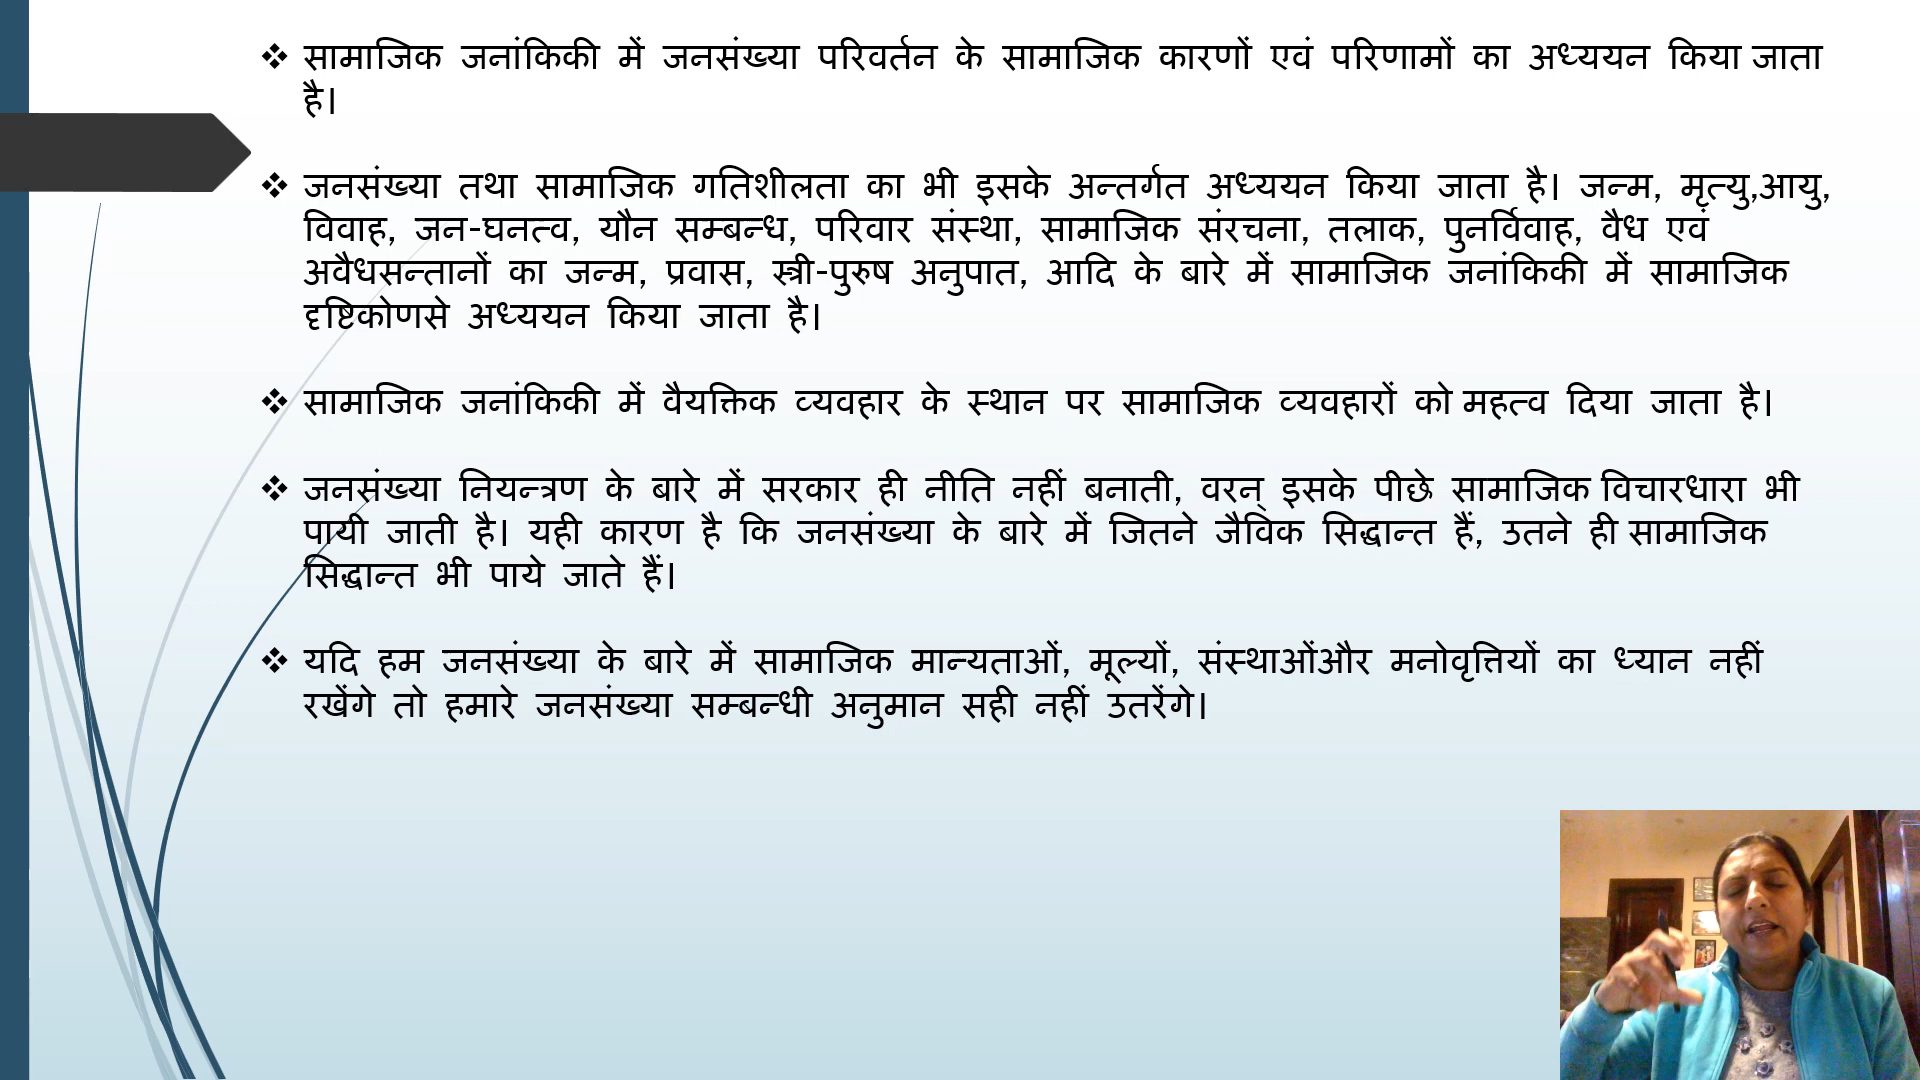 ❖ सामाजिक जनांकिकी में जनसंख्या परिवर्तन के सामाजिक कारणों एवं परिणामों का अध्ययन किया जाता
है।
❖ जनसंख्या तथा सामाजिक गतिशीलता का भी इसके अन्तर्गत अध्ययन किया जाता है। जन्म, मृत्यु,आयु,
विवाह, जन-घनत्व, यौन सम्बन्ध, परिवार संस्था, सामाजिक संरचना, तलाक, पुनर्विवाह, वैध एवं
अवैधसन्तानों का जन्म, प्रवास, स्त्री-पुरुष अनुपात, आदि के बारे में सामाजिक जनांकिकी में सामाजिक
दृष्टिकोणसे अध्ययन किया जाता है।
❖ सामाजिक जनांकिकी में वैयक्तिक व्यवहार के स्थान पर सामाजिक व्यवहारों को महत्व दिया जाता है।
❖ जनसंख्या नियन्त्रण के बारे में सरकार ही नीति नहीं बनाती, वरन् इसके पीछे सामाजिक विचारधारा भी
पायी जाती है। यही कारण है कि जनसंख्या के बारे में जितने जैविक सिद्धान्त हैं, उतने ही सामाजिक
सिद्धान्त भी पाये जाते हैं।
❖ यदि हम जनसंख्या के बारे में सामाजिक मान्यताओं, मूल्यों, संस्थाओंऔर मनोवृत्तियों का ध्यान नहीं
रखेंगे तो हमारे जनसंख्या सम्बन्धी अनुमान सही नहीं उतरेंगे।